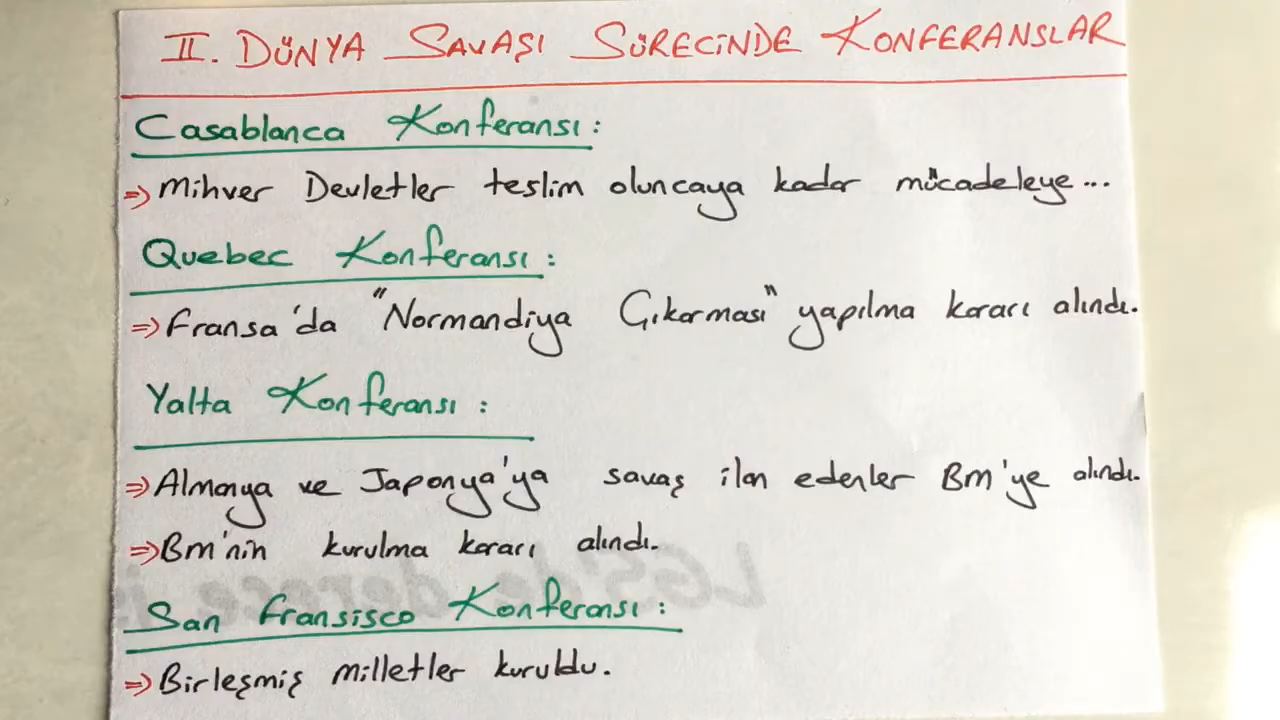 II. DÜNYA SAVAŞI SÜRECİNDE KONFERANSLAR
Casablanca Konferansı:
⇒ Mihver Devletler teslim oluncaya kadar mücadeleye...
Quebec Konferansı:
⇒ Fransa'da "Normandiya Çıkarması" yapılma kararı alındı.
Yalta Konferansı:
⇒ Almanya ve Japonya'ya savaş ilan edenler Bm'ye alındı.
⇒ Bm'nin kurulma kararı alındı.
San Fransisco Konferansı:
⇒ Birleşmiş Milletler kuruldu.